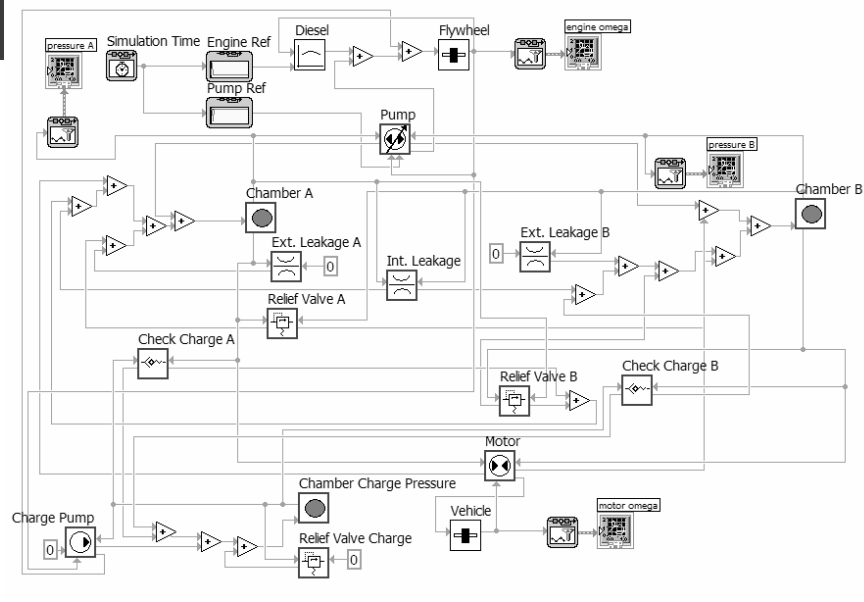 Diesel
Flywheel
engine omega
pressure A
Simulation Time
Engine Ref
Pump Ref
Pump
pressure B
Chamber A
Chamber B
Ext. Leakage A
0
Int. Leakage
Ext. Leakage B
0
Relief Valve A
Check Charge A
Relief Valve B
Check Charge B
Motor
Chamber Charge Pressure
Vehicle
motor omega
Charge Pump
0
Relief Valve Charge
0